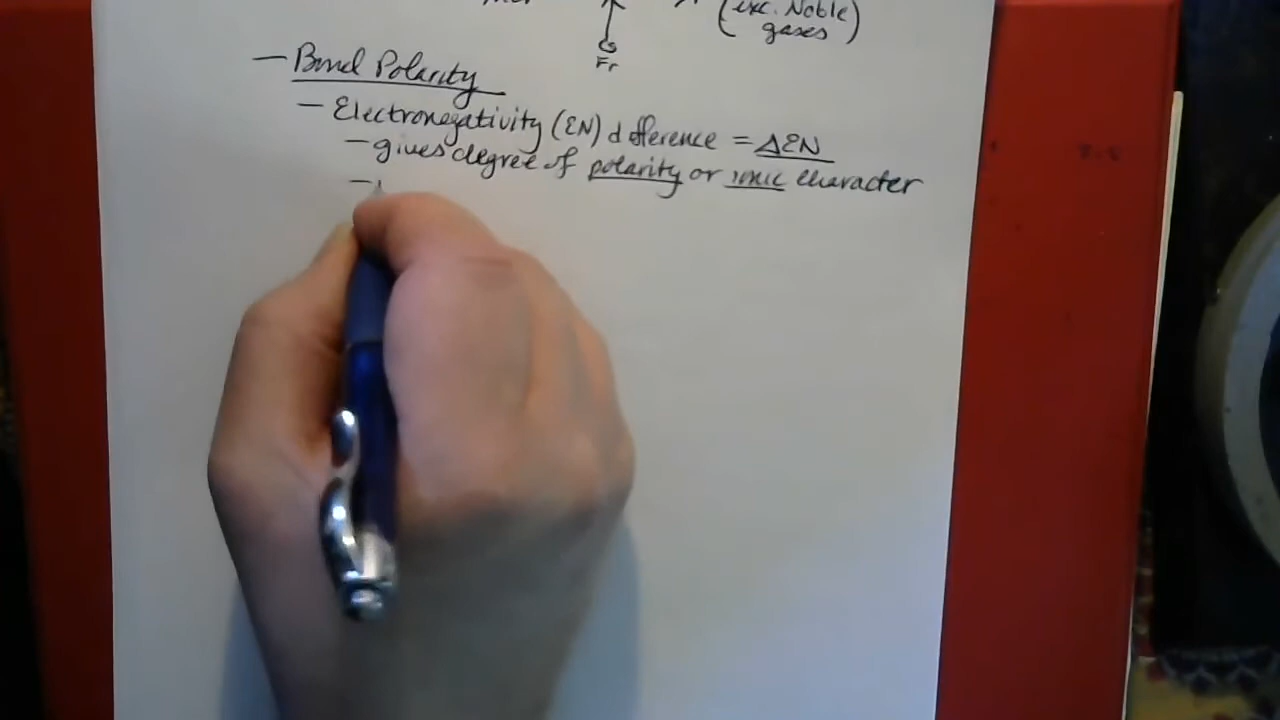 (exc. Noble)
gases
Fr
— Bond Polarity
— Electronegativity (EN) difference = ΔEN
— gives degree of polarity or ionic character
—